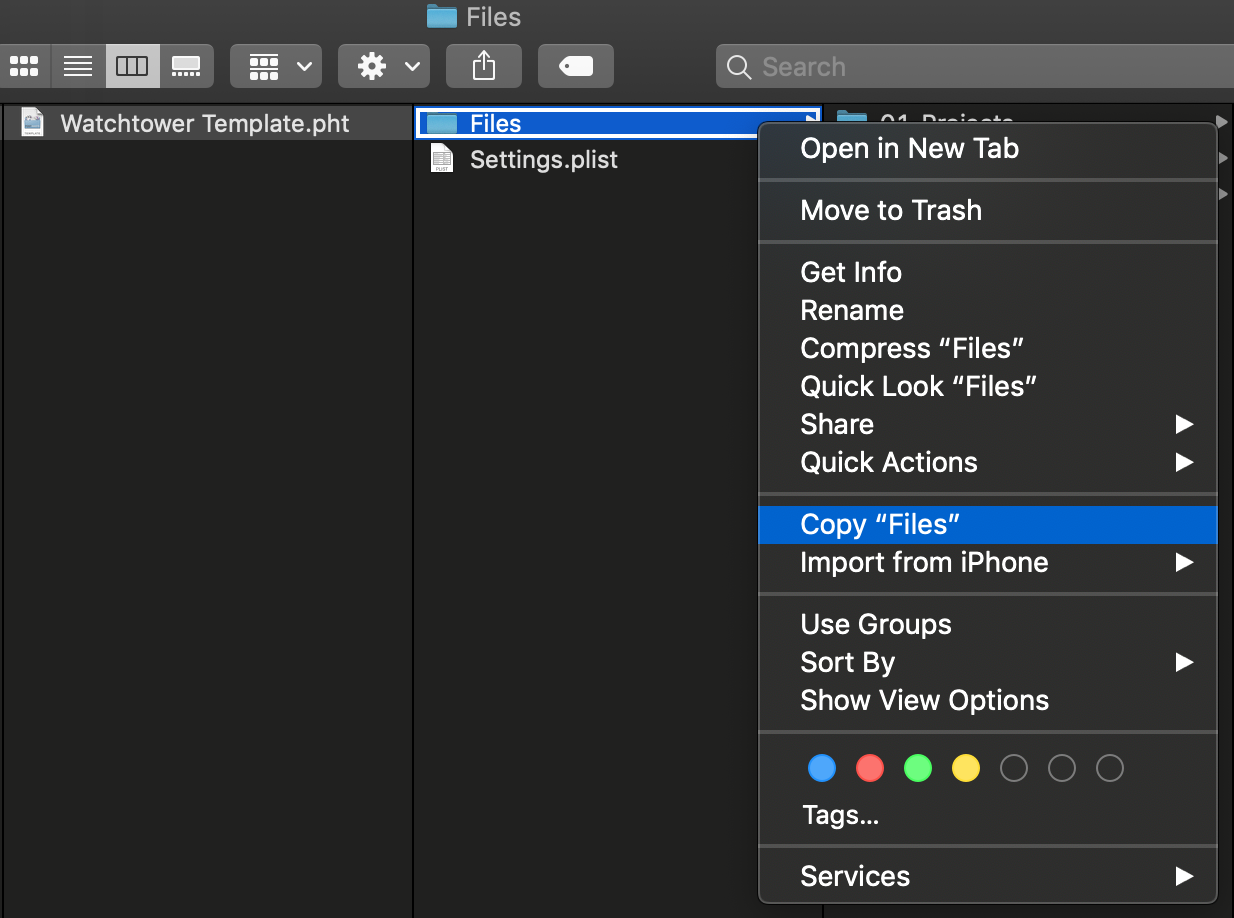 Files
Search
Watchtower Template.pht
Files
Settings.plist
01_Projects
Open in New Tab
Move to Trash
Get Info
Rename
Compress “Files”
Quick Look “Files”
Share
Quick Actions
Copy “Files”
Import from iPhone
Use Groups
Sort By
Show View Options
Tags...
Services